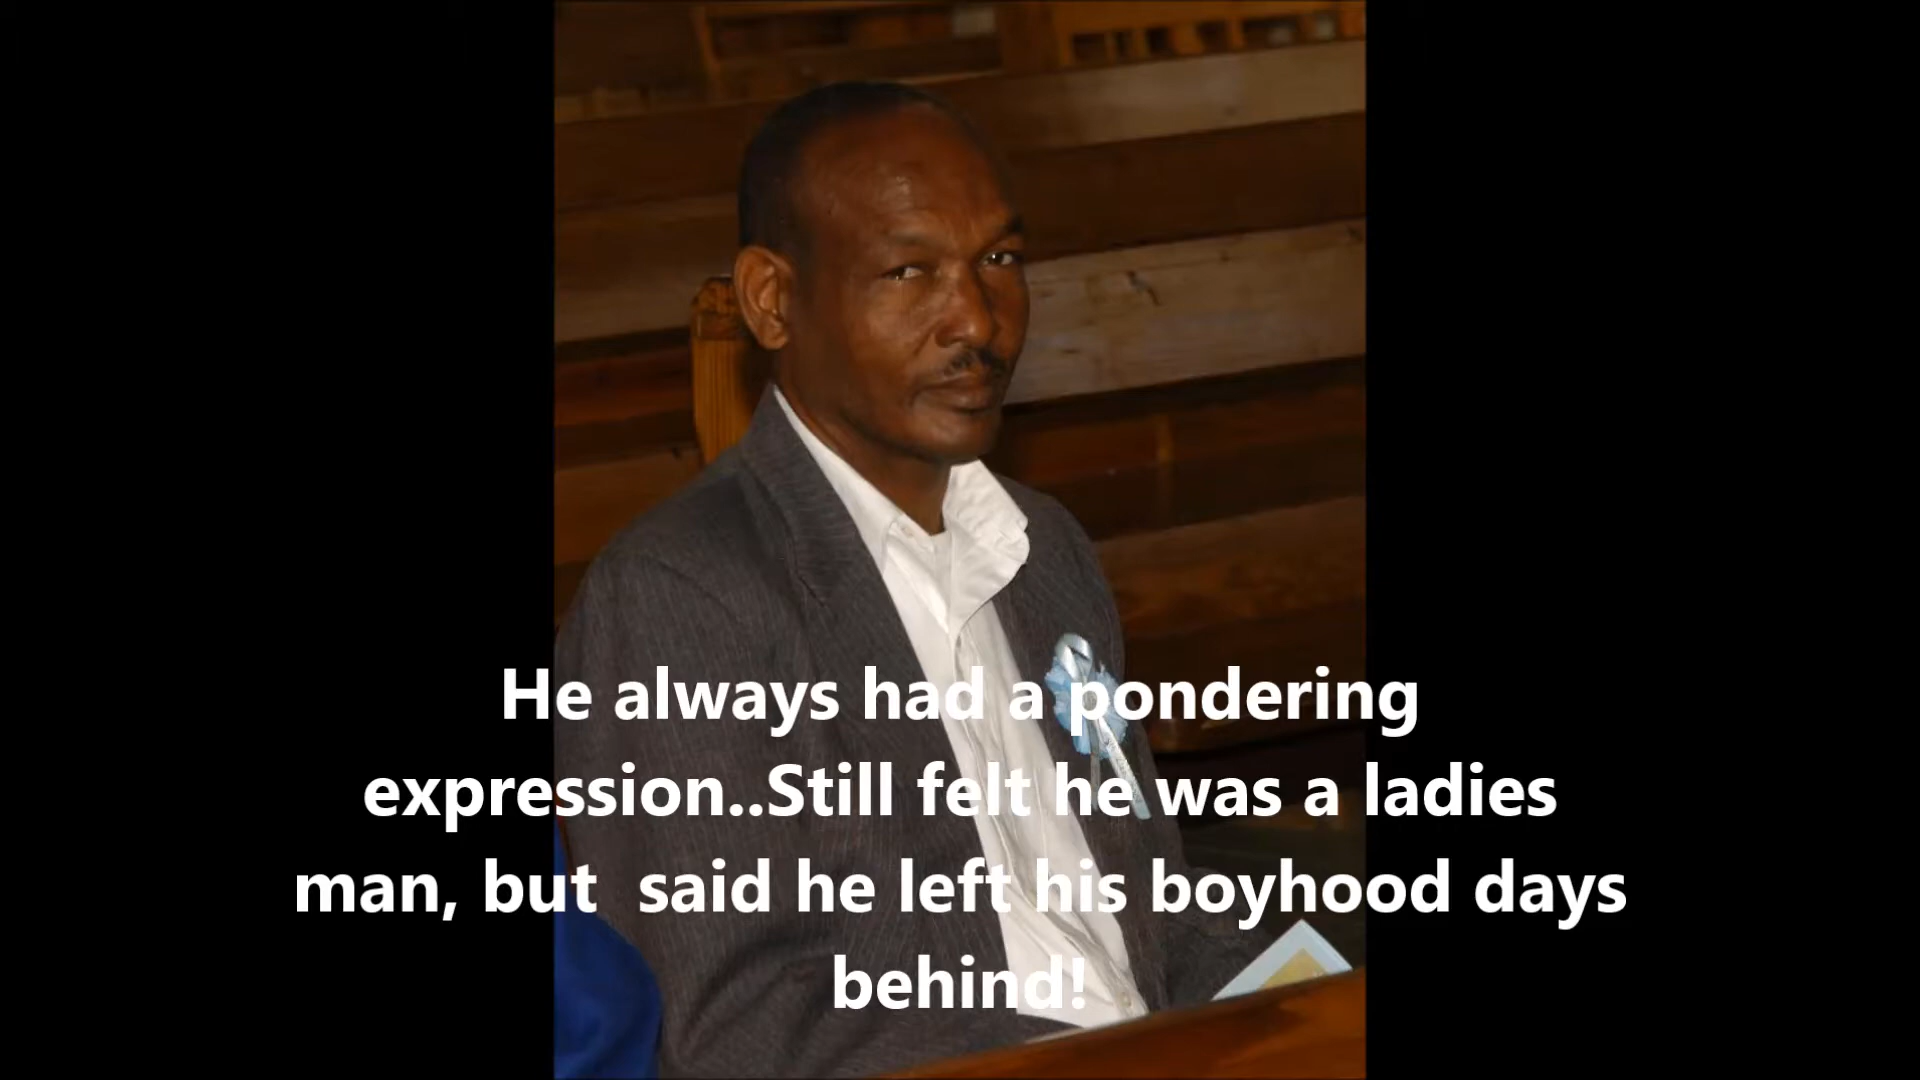 He always had a pondering
expression..Still felt he was a ladies
man, but  said he left his boyhood days
behind!